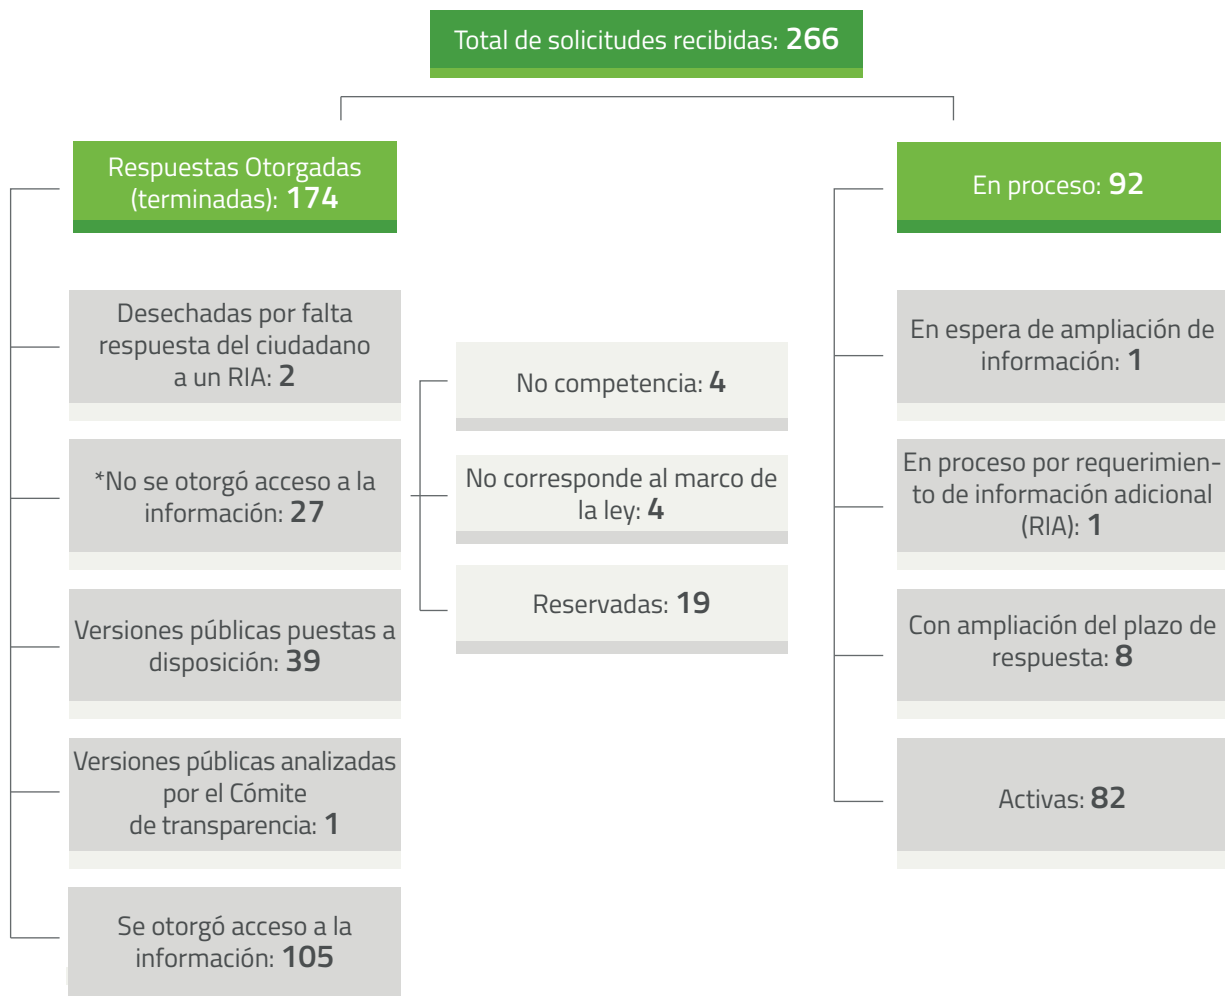 Total de solicitudes recibidas: 266
Respuestas Otorgadas
(terminadas): 174
Desechadas por falta
respuesta del ciudadano
a un RIA: 2
*No se otorgó acceso a la
información: 27
No competencia: 4
No corresponde al marco de
la ley: 4
Reservadas: 19
Versiones públicas puestas a
disposición: 39
Versiones públicas analizadas
por el Cómite
de transparencia: 1
Se otorgó acceso a la
información: 105
En proceso: 92
En espera de ampliación de
información: 1
En proceso por requerimien-
to de información adicional
(RIA): 1
Con ampliación del plazo de
respuesta: 8
Activas: 82